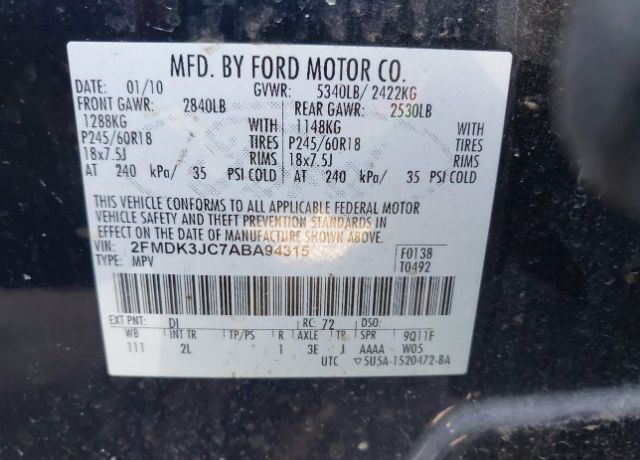 MFD. BY FORD MOTOR CO.
DATE: 01/10 GVWR: 5340LB/ 2422KG
FRONT GAWR: 2840LB REAR GAWR: 2530LB
1288KG WITH 1148KG WITH
P245/60R18 TIRES P245/60R18 TIRES
18x7.5J RIMS 18x7.5J RIMS
AT 240 kPa/ 35 PSI COLD AT 240 kPa/ 35 PSI COLD
THIS VEHICLE CONFORMS TO ALL APPLICABLE FEDERAL MOTOR
VEHICLE SAFETY AND THEFT PREVENTION STANDARDS IN
EFFECT ON THE DATE OF MANUFACTURE SHOWN ABOVE.
VIN: 2FMDK3JC7ABA94315 F0138
TYPE: MPV T0492
EXT PNT: DI RC: 72 DSO:
WB INT TR TP/PS R AXLE TR SPR 9Q11F
111 2L 1 3E J AAAA W05
UTC ▽5U5A-1520472-BA